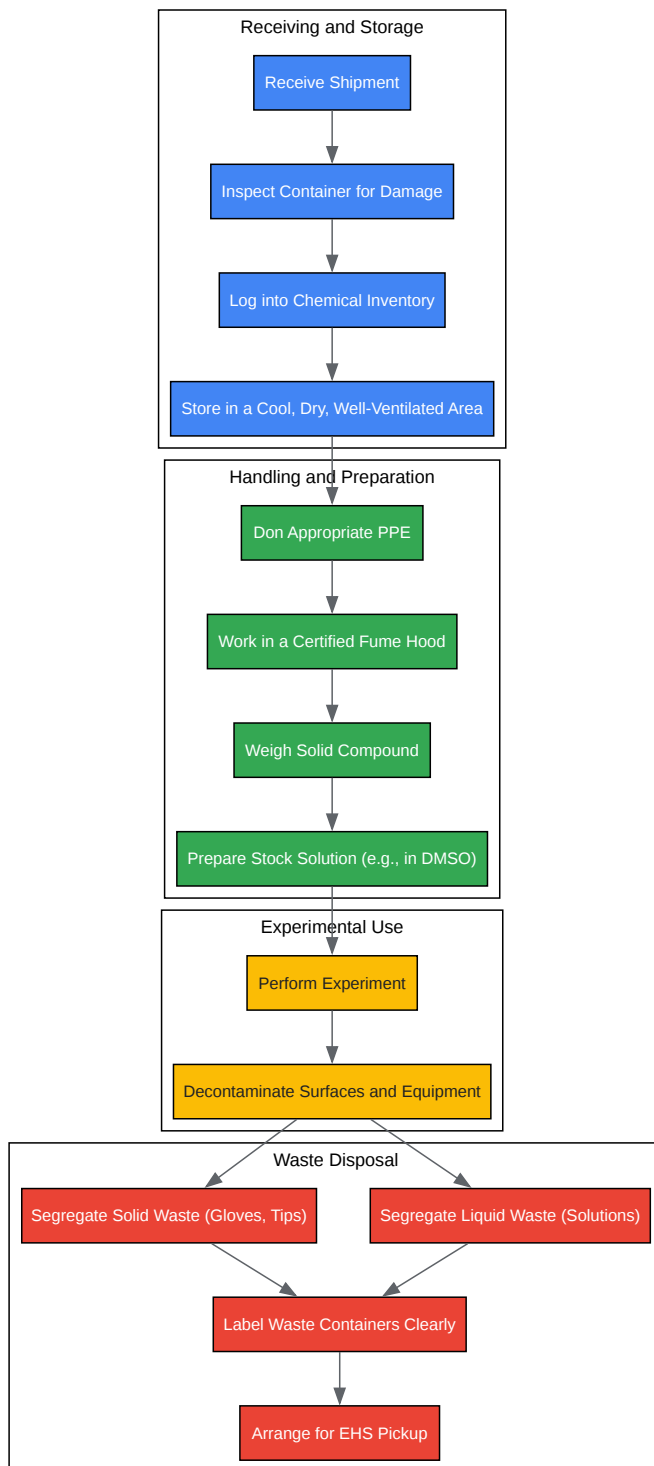 Receiving and Storage
Receive Shipment
Inspect Container for Damage
Log into Chemical Inventory
Store in a Cool, Dry, Well-Ventilated Area
Handling and Preparation
Don Appropriate PPE
Work in a Certified Fume Hood
Weigh Solid Compound
Prepare Stock Solution (e.g., in DMSO)
Experimental Use
Perform Experiment
Decontaminate Surfaces and Equipment
Waste Disposal
Segregate Solid Waste (Gloves, Tips)
Segregate Liquid Waste (Solutions)
Label Waste Containers Clearly
Arrange for EHS Pickup